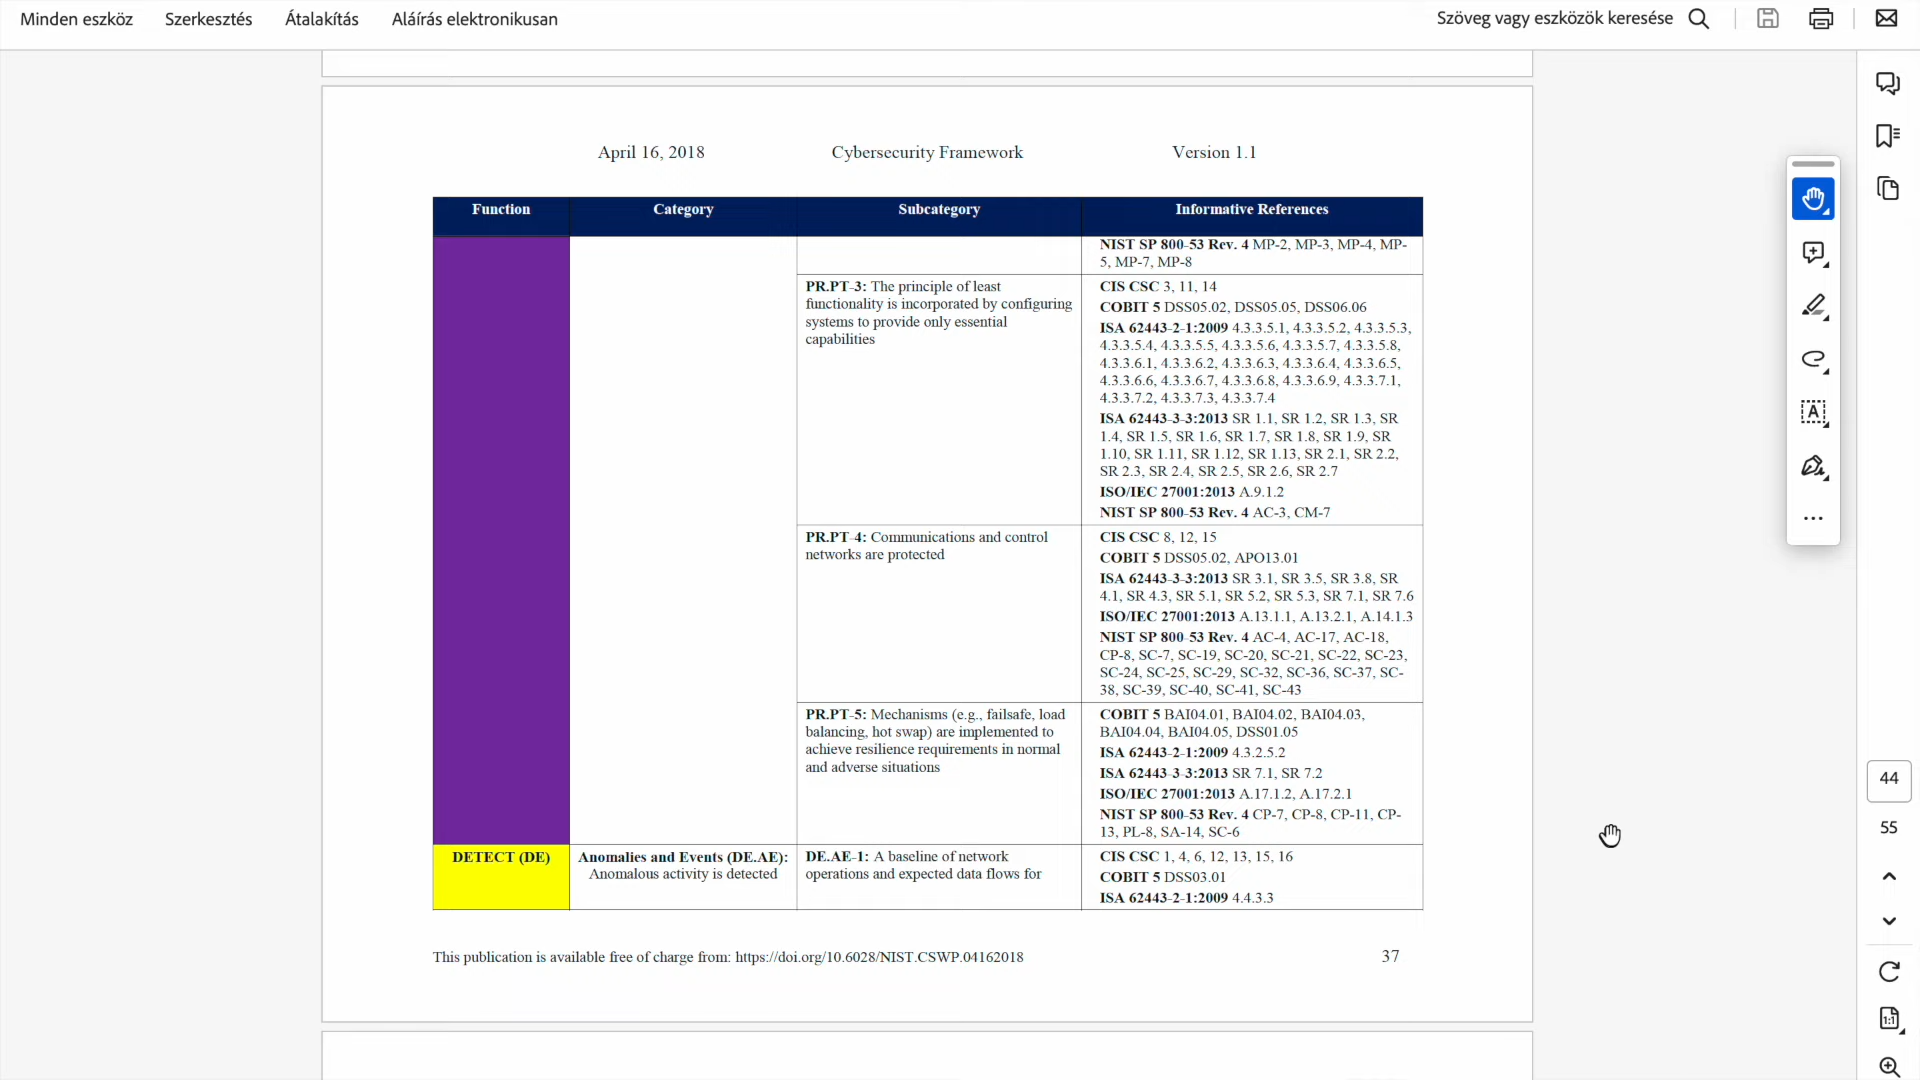 Minden eszköz Szerkesztés Átalakítás Aláírás elektronikusan Szöveg vagy eszközök keresése
April 16, 2018 Cybersecurity Framework Version 1.1
Function Category Subcategory Informative References
NIST SP 800-53 Rev. 4 MP-2, MP-3, MP-4, MP-
5, MP-7, MP-8
PR.PT-3: The principle of least
functionality is incorporated by configuring
systems to provide only essential
capabilities
CIS CSC 3, 11, 14
COBIT 5 DSS05.02, DSS05.05, DSS06.06
ISA 62443-2-1:2009 4.3.3.5.1, 4.3.3.5.2, 4.3.3.5.3,
4.3.3.5.4, 4.3.3.5.5, 4.3.3.5.6, 4.3.3.5.7, 4.3.3.5.8,
4.3.3.6.1, 4.3.3.6.2, 4.3.3.6.3, 4.3.3.6.4, 4.3.3.6.5,
4.3.3.6.6, 4.3.3.6.7, 4.3.3.6.8, 4.3.3.6.9, 4.3.3.7.1,
4.3.3.7.2, 4.3.3.7.3, 4.3.3.7.4
ISA 62443-3-3:2013 SR 1.1, SR 1.2, SR 1.3, SR
1.4, SR 1.5, SR 1.6, SR 1.7, SR 1.8, SR 1.9, SR
1.10, SR 1.11, SR 1.12, SR 1.13, SR 2.1, SR 2.2,
SR 2.3, SR 2.4, SR 2.5, SR 2.6, SR 2.7
ISO/IEC 27001:2013 A.9.1.2
NIST SP 800-53 Rev. 4 AC-3, CM-7
PR.PT-4: Communications and control
networks are protected
CIS CSC 8, 12, 15
COBIT 5 DSS05.02, APO13.01
ISA 62443-3-3:2013 SR 3.1, SR 3.5, SR 3.8, SR
4.1, SR 4.3, SR 5.1, SR 5.2, SR 5.3, SR 7.1, SR 7.6
ISO/IEC 27001:2013 A.13.1.1, A.13.2.1, A.14.1.3
NIST SP 800-53 Rev. 4 AC-4, AC-17, AC-18,
CP-8, SC-7, SC-19, SC-20, SC-21, SC-22, SC-23,
SC-24, SC-25, SC-29, SC-32, SC-36, SC-37, SC-
38, SC-39, SC-40, SC-41, SC-43
PR.PT-5: Mechanisms (e.g., failsafe, load
balancing, hot swap) are implemented to
achieve resilience requirements in normal
and adverse situations
COBIT 5 BAI04.01, BAI04.02, BAI04.03,
BAI04.04, BAI04.05, DSS01.05
ISA 62443-2-1:2009 4.3.2.5.2
ISA 62443-3-3:2013 SR 7.1, SR 7.2
ISO/IEC 27001:2013 A.17.1.2, A.17.2.1
NIST SP 800-53 Rev. 4 CP-7, CP-8, CP-11, CP-
13, PL-8, SA-14, SC-6
DETECT (DE)
Anomalies and Events (DE.AE):
Anomalous activity is detected
DE.AE-1: A baseline of network
operations and expected data flows for
CIS CSC 1, 4, 6, 12, 13, 15, 16
COBIT 5 DSS03.01
ISA 62443-2-1:2009 4.4.3.3
This publication is available free of charge from: https://doi.org/10.6028/NIST.CSWP.04162018 37
44
55